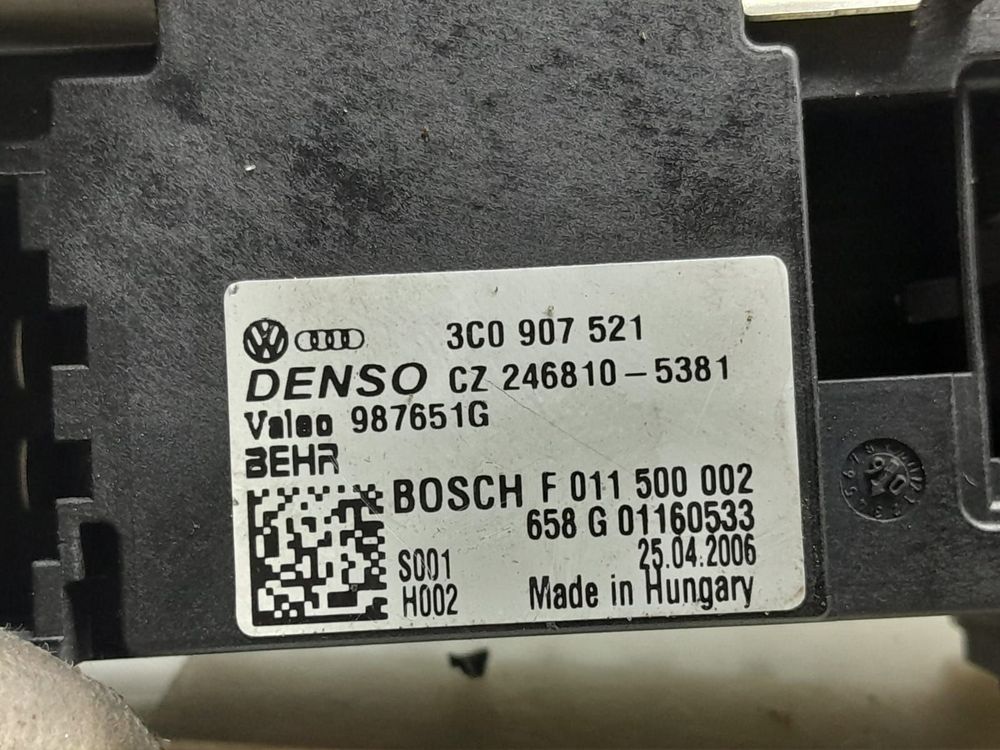 3C0 907 521
DENSO CZ 246810-5381
Valeo 987651G
BEHR
BOSCH F 011 500 002
658 G 01160533
S001 25.04.2006
H002 Made in Hungary